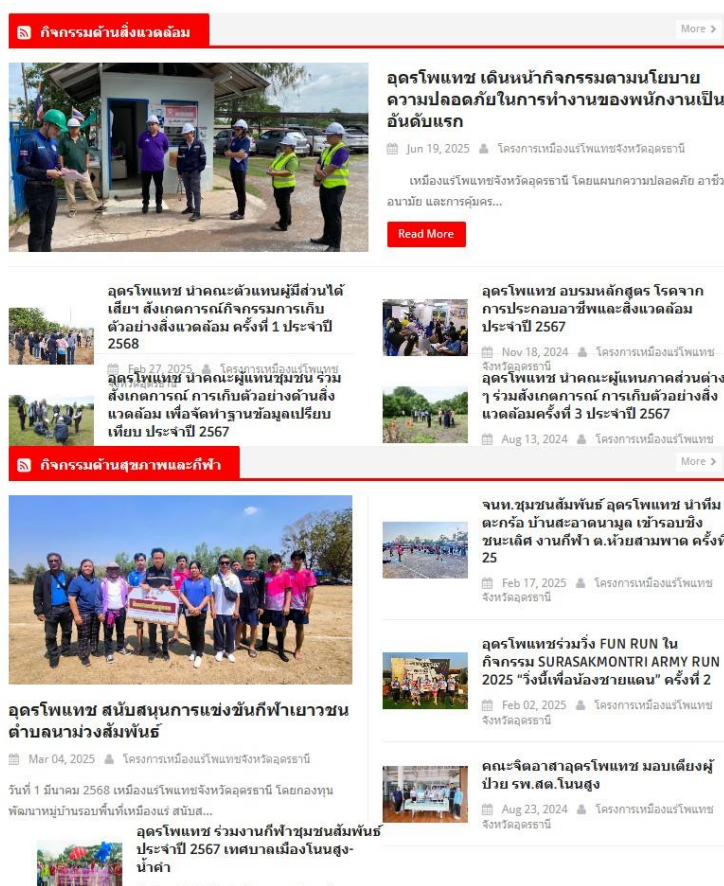 กิจกรรมด้านสิ่งแวดล้อม
More
อุดรโพแทช เดินหน้ากิจกรรมตามนโยบาย
ความปลอดภัยในการทำงานของพนักงานเป็น
อันดับแรก
Jun 19, 2025 โครงการเหมืองแร่โพแทชจังหวัดอุดรธานี
เหมืองแร่โพแทชจังหวัดอุดรธานี โดยแผนกความปลอดภัย อาชีว
อนามัย และการคุ้มคร...
Read More
อุดรโพแทช นำคณะตัวแทนผู้มีส่วนได้
เสียฯ สังเกตการณ์กิจกรรมการเก็บ
ตัวอย่างสิ่งแวดล้อม ครั้งที่ 1 ประจำปี
2568
Feb 27, 2025 โครงการเหมืองแร่โพแทช
จังหวัดอุดรธานี
อุดรโพแทช นำคณะผู้แทนชุมชน ร่วม
สังเกตการณ์ การเก็บตัวอย่างด้านสิ่ง
แวดล้อม เพื่อจัดทำฐานข้อมูลเปรียบ
เทียบ ประจำปี 2567
อุดรโพแทช อบรมหลักสูตร โรคจาก
การประกอบอาชีพและสิ่งแวดล้อม
ประจำปี 2567
Nov 18, 2024 โครงการเหมืองแร่โพแทช
จังหวัดอุดรธานี
อุดรโพแทช นำคณะผู้แทนภาคส่วนต่าง
ๆ ร่วมสังเกตการณ์ การเก็บตัวอย่างสิ่ง
แวดล้อมครั้งที่ 3 ประจำปี 2567
Aug 13, 2024 โครงการเหมืองแร่โพแทช
กิจกรรมด้านสุขภาพและกีฬา
More
อุดรโพแทช สนับสนุนการแข่งขันกีฬาเยาวชน
ตำบลนาม่วงสัมพันธ์
Mar 04, 2025 โครงการเหมืองแร่โพแทชจังหวัดอุดรธานี
วันที่ 1 มีนาคม 2568 เหมืองแร่โพแทชจังหวัดอุดรธานี โดยกองทุน
พัฒนาหมู่บ้านรอบพื้นที่เหมืองแร่ สนับส...
อุดรโพแทช ร่วมงานกีฬาชุมชนสัมพันธ์
ประจำปี 2567 เทศบาลเมืองโนนสูง-
น้ำคำ
จนท.ชุมชนสัมพันธ์ อุดรโพแทช นำทีม
ตะกร้อ บ้านสะอาดนามูล เข้ารอบชิง
ชนะเลิศ งานกีฬา ต.ห้วยสามพาด ครั้งที่
25
Feb 17, 2025 โครงการเหมืองแร่โพแทช
จังหวัดอุดรธานี
อุดรโพแทชร่วมวิ่ง FUN RUN ใน
กิจกรรม SURASAKMONTRI ARMY RUN
2025 “วิ่งนี้เพื่อน้องชายแดน” ครั้งที่ 2
Feb 02, 2025 โครงการเหมืองแร่โพแทช
จังหวัดอุดรธานี
คณะจิตอาสาอุดรโพแทช มอบเตียงผู้
ป่วย รพ.สต.โนนสูง
Aug 23, 2024 โครงการเหมืองแร่โพแทช
จังหวัดอุดรธานี